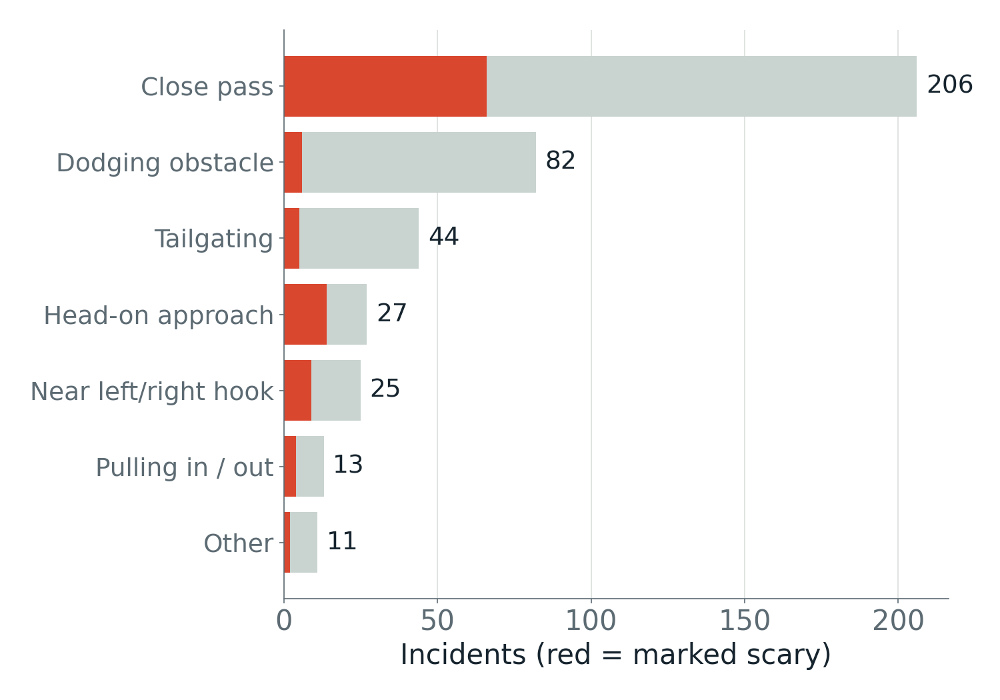 Close pass 206
Dodging obstacle 82
Tailgating 44
Head-on approach 27
Near left/right hook 25
Pulling in / out 13
Other 11
0 50 100 150 200
Incidents (red = marked scary)